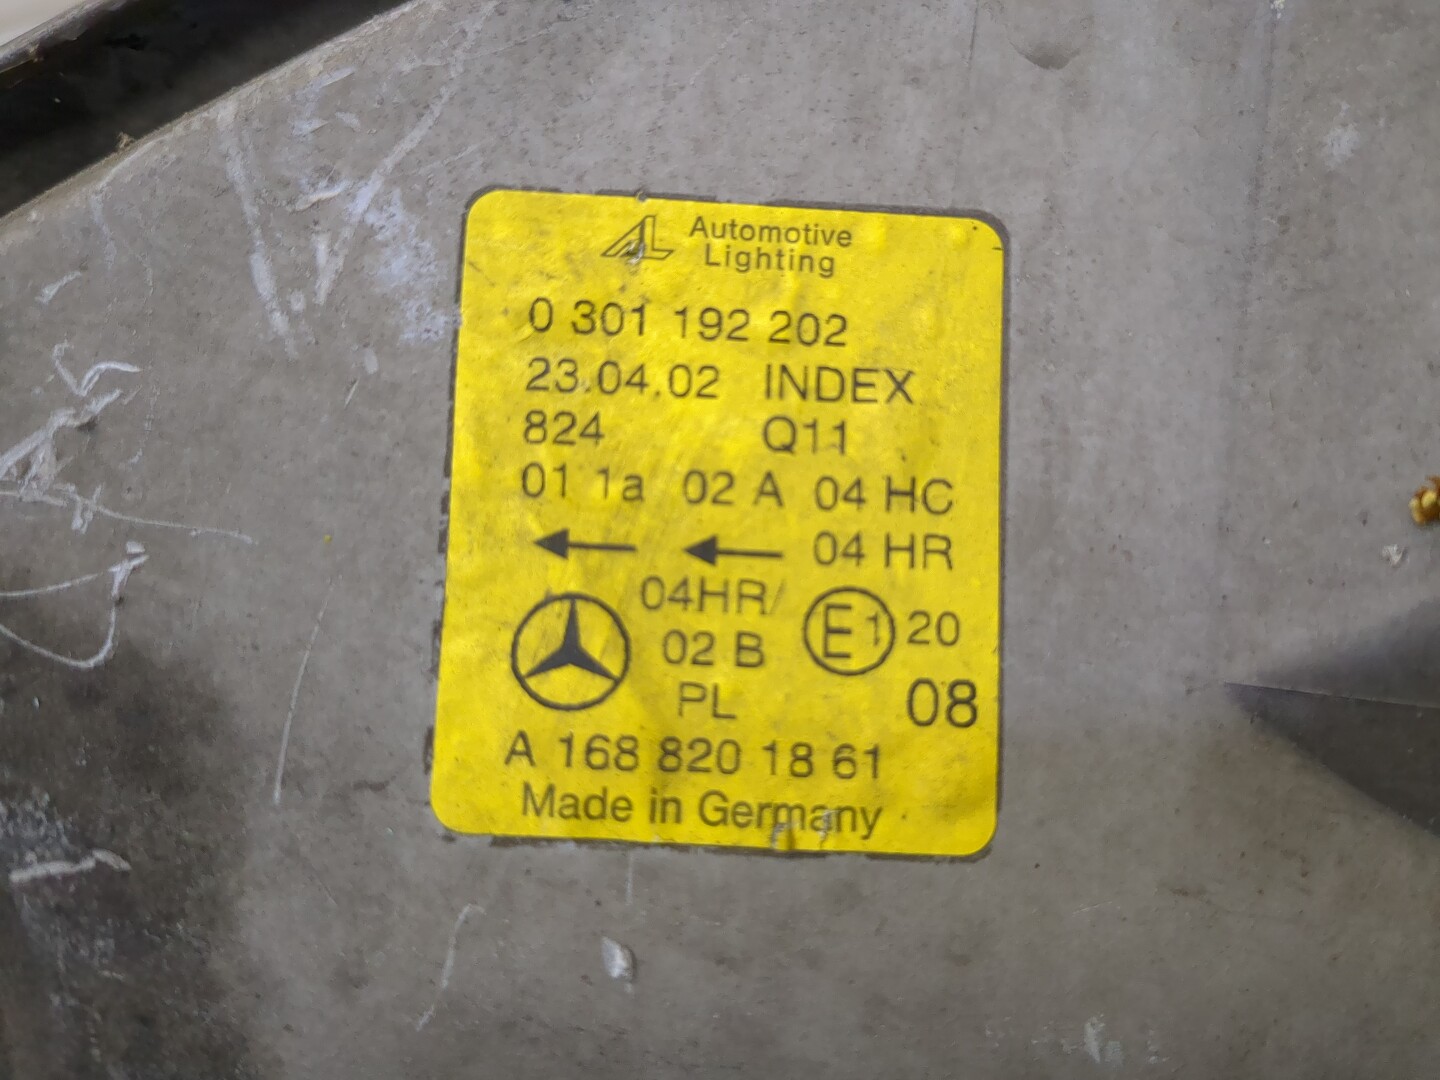 AL Automotive
Lighting
0 301 192 202
23.04.02 INDEX
824 Q11
01 1a 02 A 04 HC
04 HR
04HR/
02 B
PL
E1 20
08
A 168 820 18 61
Made in Germany